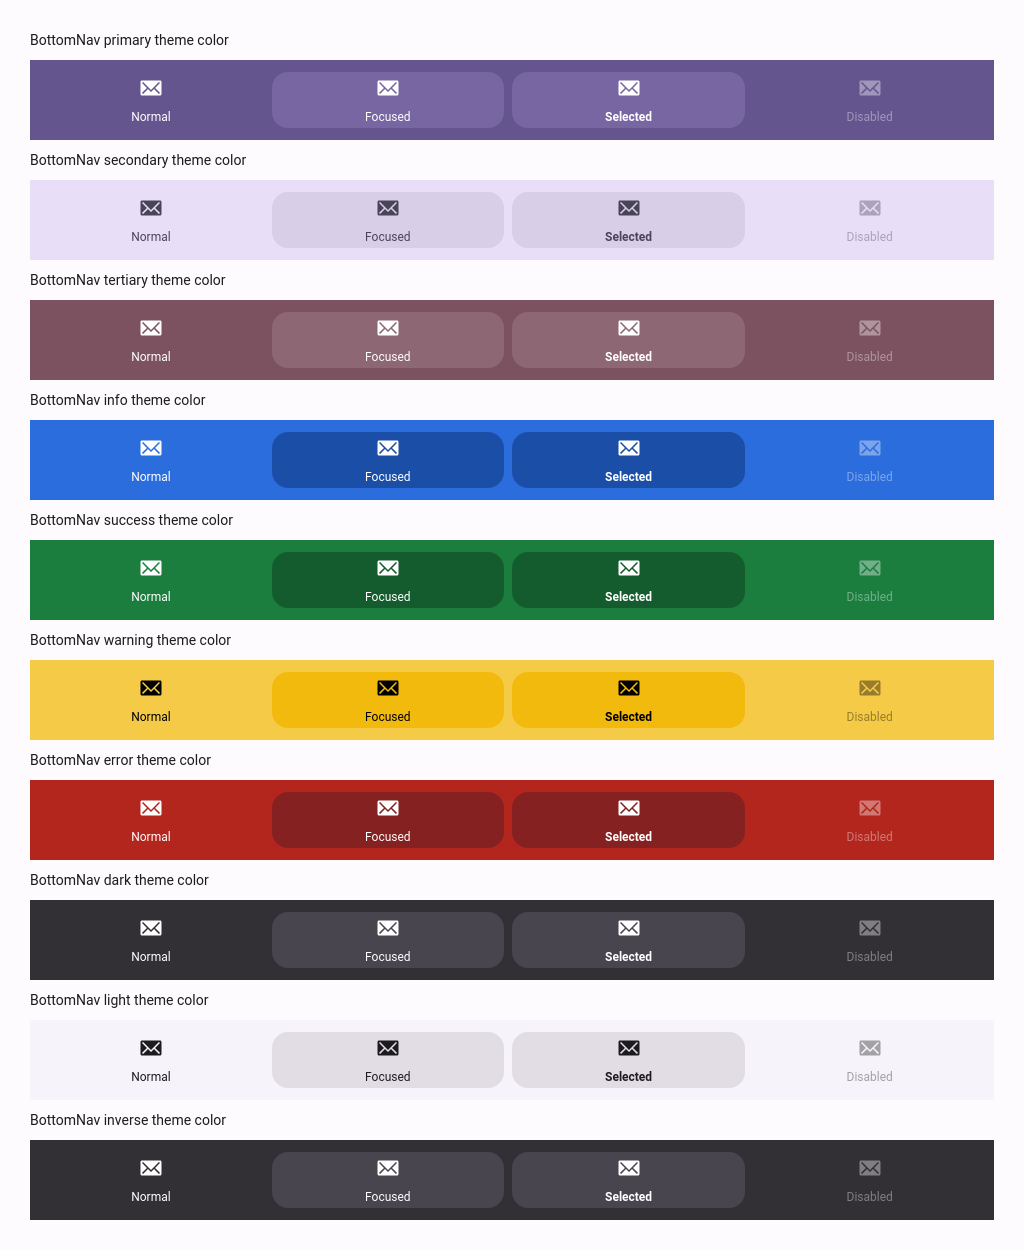 BottomNav primary theme color
Normal Focused Selected Disabled
BottomNav secondary theme color
Normal Focused Selected Disabled
BottomNav tertiary theme color
Normal Focused Selected Disabled
BottomNav info theme color
Normal Focused Selected Disabled
BottomNav success theme color
Normal Focused Selected Disabled
BottomNav warning theme color
Normal Focused Selected Disabled
BottomNav error theme color
Normal Focused Selected Disabled
BottomNav dark theme color
Normal Focused Selected Disabled
BottomNav light theme color
Normal Focused Selected Disabled
BottomNav inverse theme color
Normal Focused Selected Disabled